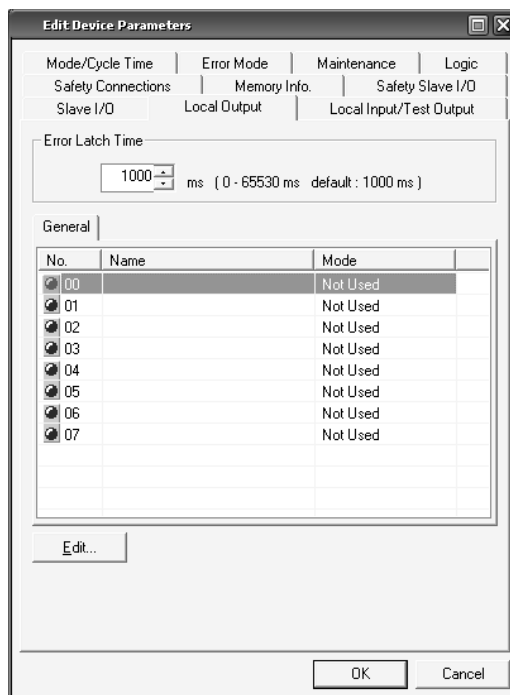 Edit Device Parameters
Mode/Cycle Time Error Mode Maintenance Logic
Safety Connections Memory Info. Safety Slave I/O
Slave I/O Local Output Local Input/Test Output
Error Latch Time
1000 ms ( 0 - 65530 ms default : 1000 ms )
General
No. Name Mode
00 Not Used
01 Not Used
02 Not Used
03 Not Used
04 Not Used
05 Not Used
06 Not Used
07 Not Used
Edit...
OK Cancel